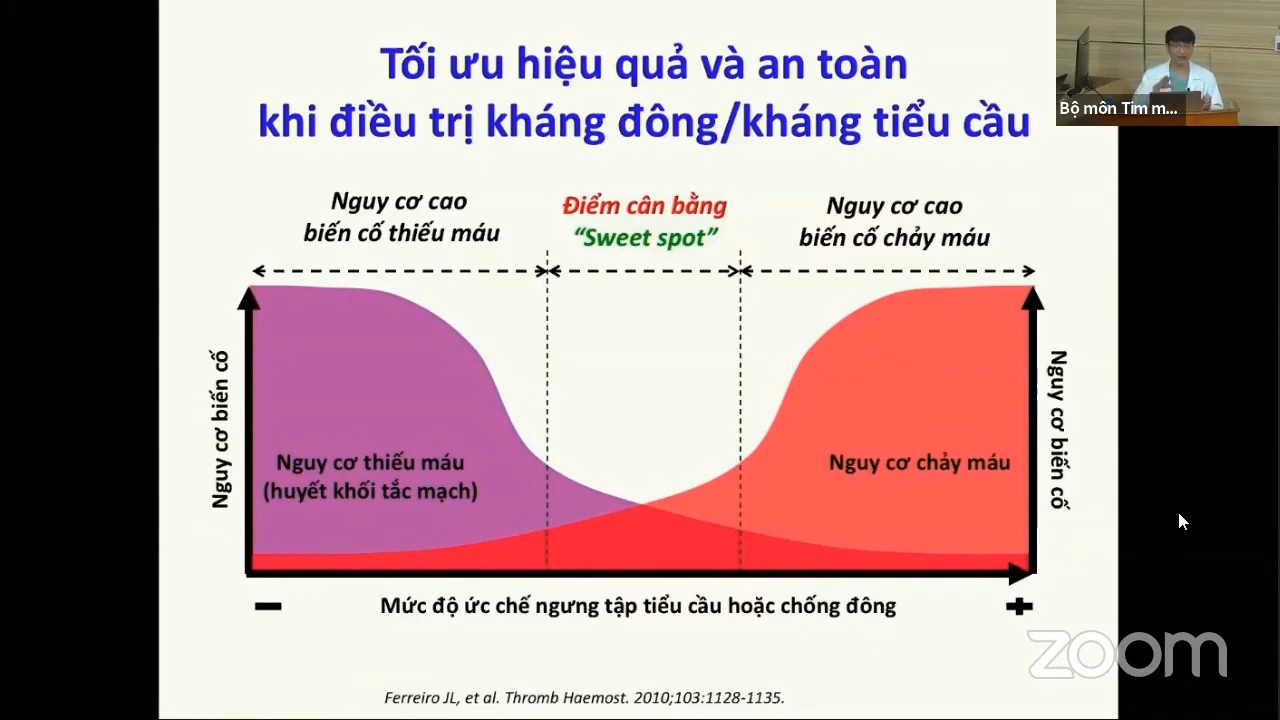 Tối ưu hiệu quả và an toàn
khi điều trị kháng đông/kháng tiểu cầu
Bộ môn Tim m...
Nguy cơ cao
biến cố thiếu máu
Điểm cân bằng
“Sweet spot”
Nguy cơ cao
biến cố chảy máu
Nguy cơ biến cố
Nguy cơ thiếu máu
(huyết khối tắc mạch)
Nguy cơ chảy máu
Nguy cơ biến cố
Mức độ ức chế ngưng tập tiểu cầu hoặc chống đông
zoom
Ferreiro JL, et al. Thromb Haemost. 2010;103:1128-1135.